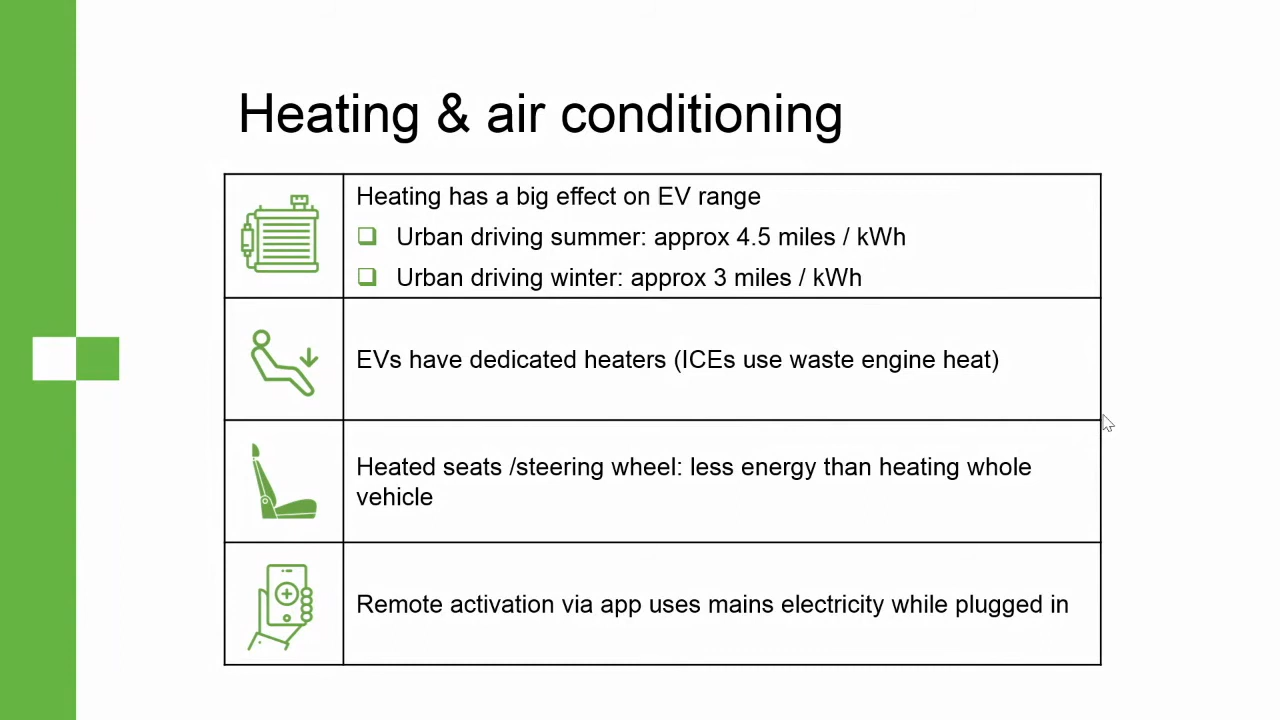 Heating & air conditioning
Heating has a big effect on EV range
Urban driving summer: approx 4.5 miles / kWh
Urban driving winter: approx 3 miles / kWh
EVs have dedicated heaters (ICEs use waste engine heat)
Heated seats /steering wheel: less energy than heating whole
vehicle
Remote activation via app uses mains electricity while plugged in